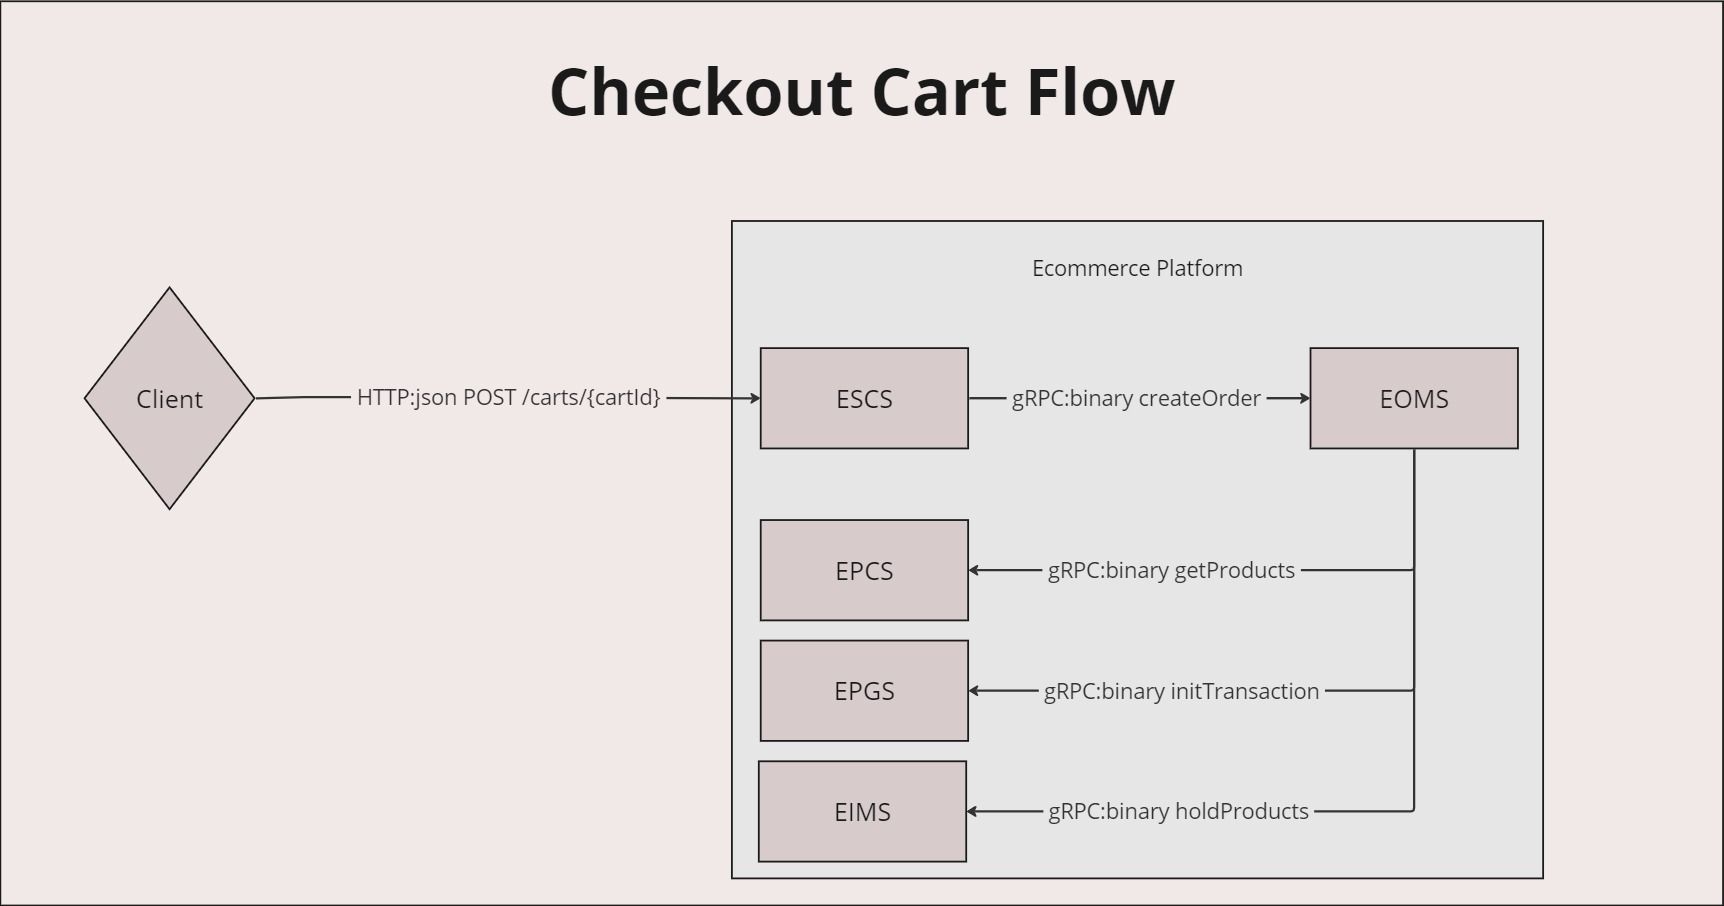 Checkout Cart Flow
Ecommerce Platform
Client
HTTP:json POST /carts/{cartId}
ESCS
gRPC:binary createOrder
EOMS
EPCS
gRPC:binary getProducts
EPGS
gRPC:binary initTransaction
EIMS
gRPC:binary holdProducts